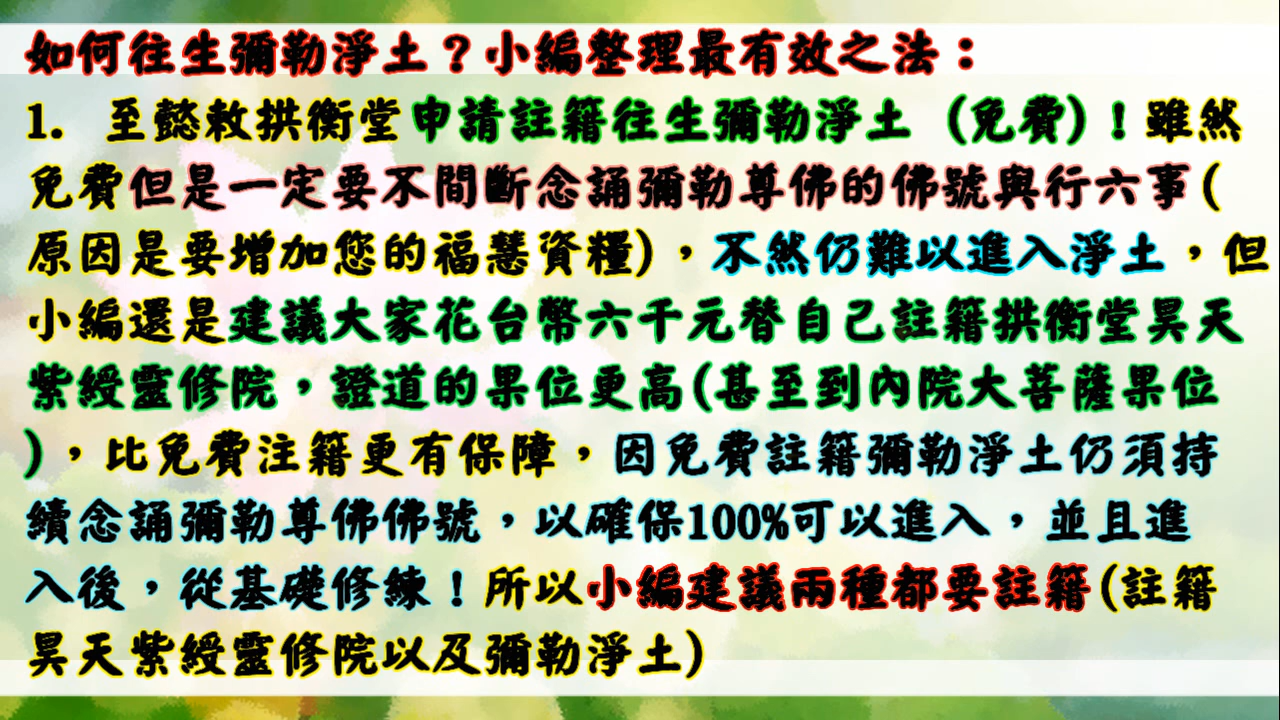 如何往生彌勒淨土？小編整理最有效之法：
1. 至懿敕拱衡堂申請註籍往生彌勒淨土 (免費)！雖然
免費但是一定要不間斷念誦彌勒尊佛的佛號與行六事(
原因是要增加您的福慧資糧)，不然仍難以進入淨土，但
小編還是建議大家花台幣六千元替自己註籍拱衡堂昊天
紫綬靈修院，證道的果位更高(甚至到內院大菩薩果位
)，比免費注籍更有保障，因免費註籍彌勒淨土仍須持
續念誦彌勒尊佛佛號，以確保100%可以進入，並且進
入後，從基礎修練！所以小編建議兩種都要註籍(註籍
昊天紫綬靈修院以及彌勒淨土)